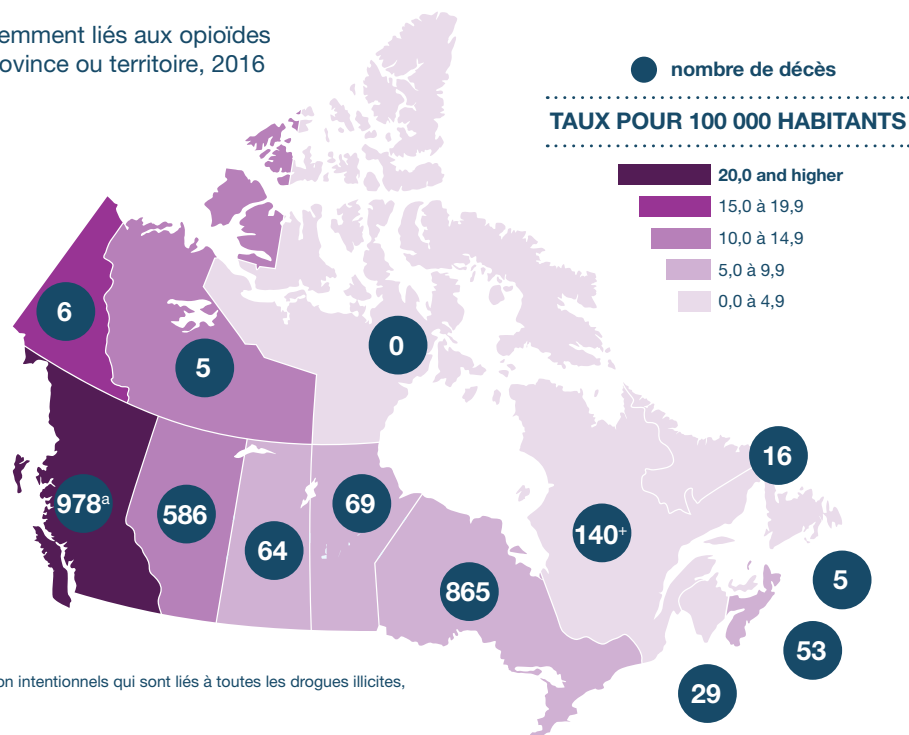 emment liés aux opioïdes
ovince ou territoire, 2016
nombre de décès
TAUX POUR 100 000 HABITANTS
20,0 and higher
15,0 à 19,9
10,0 à 14,9
5,0 à 9,9
0,0 à 4,9
6
5
0
978ᵃ
586
64
69
865
140⁺
16
5
53
29
on intentionnels qui sont liés à toutes les drogues illicites,